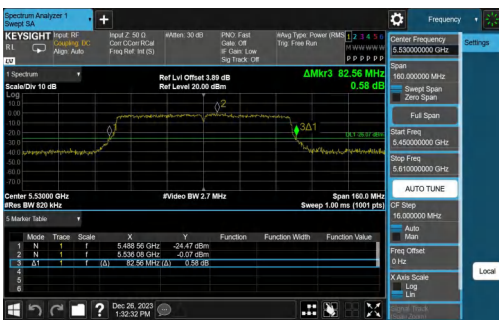 Spectrum Analyzer 1
Swept SA
Frequency
KEYSIGHT Input: RF Input Z: 50 Ω #Atten: 30 dB PNO: Fast #Avg Type: Power (RMS) 1 2 3 4 5 6
RL Coupling: DC Corr CCorr RCal Gate: Off Trig: Free Run M W W W W W
Align: Auto Freq Ref: Int (S) IF Gain: Low P P P P P P
Sig Track: Off
LV
1 Spectrum
Scale/Div 10 dB
Ref Lvl Offset 3.89 dB
Ref Level 20.00 dBm
ΔMkr3 82.56 MHz
0.58 dB
Log
10.0
0.00
-10.0
-20.0
-30.0
-40.0
-50.0
-60.0
2
3Δ1
Center 5.53000 GHz
#Res BW 820 kHz
#Video BW 2.7 MHz
Span 160.0 MHz
Sweep 1.00 ms (1001 pts)
5 Marker Table
Mode Trace Scale X Y Function Function Width Function Value
1 N 1 f 5.488 56 GHz -24.47 dBm
2 N 1 f 5.536 08 GHz -0.07 dBm
3 Δ1 1 f (Δ) 82.56 MHz (Δ) 0.58 dB
4
5
6
Dec 26, 2023
1:32:32 PM
Center Frequency
5.530000000 GHz
Settings
Span
160.000000 MHz
Swept Span
Zero Span
Full Span
Start Freq
5.450000000 GHz
Stop Freq
5.610000000 GHz
AUTO TUNE
CF Step
16.000000 MHz
Auto
Man
Freq Offset
0 Hz
X Axis Scale
Log
Lin
Local
Signal Track